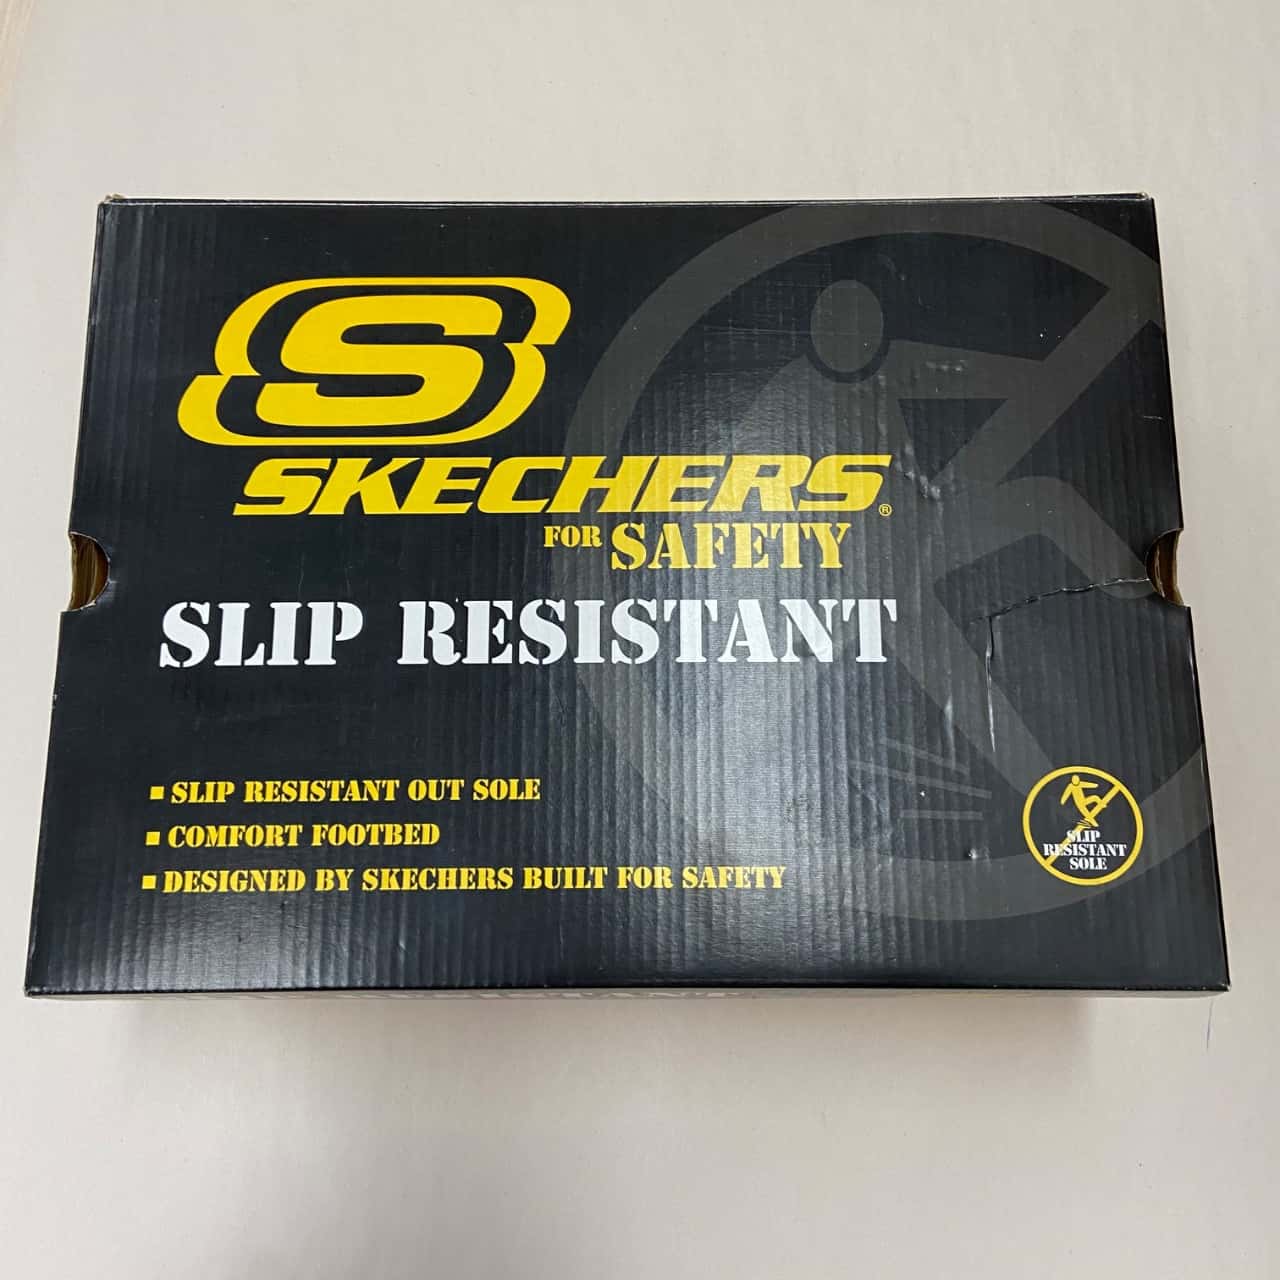 S
SKECHERS®
FOR SAFETY
SLIP RESISTANT
▪ SLIP RESISTANT OUT SOLE
▪ COMFORT FOOTBED
▪ DESIGNED BY SKECHERS BUILT FOR SAFETY
SLIP
RESISTANT
SOLE